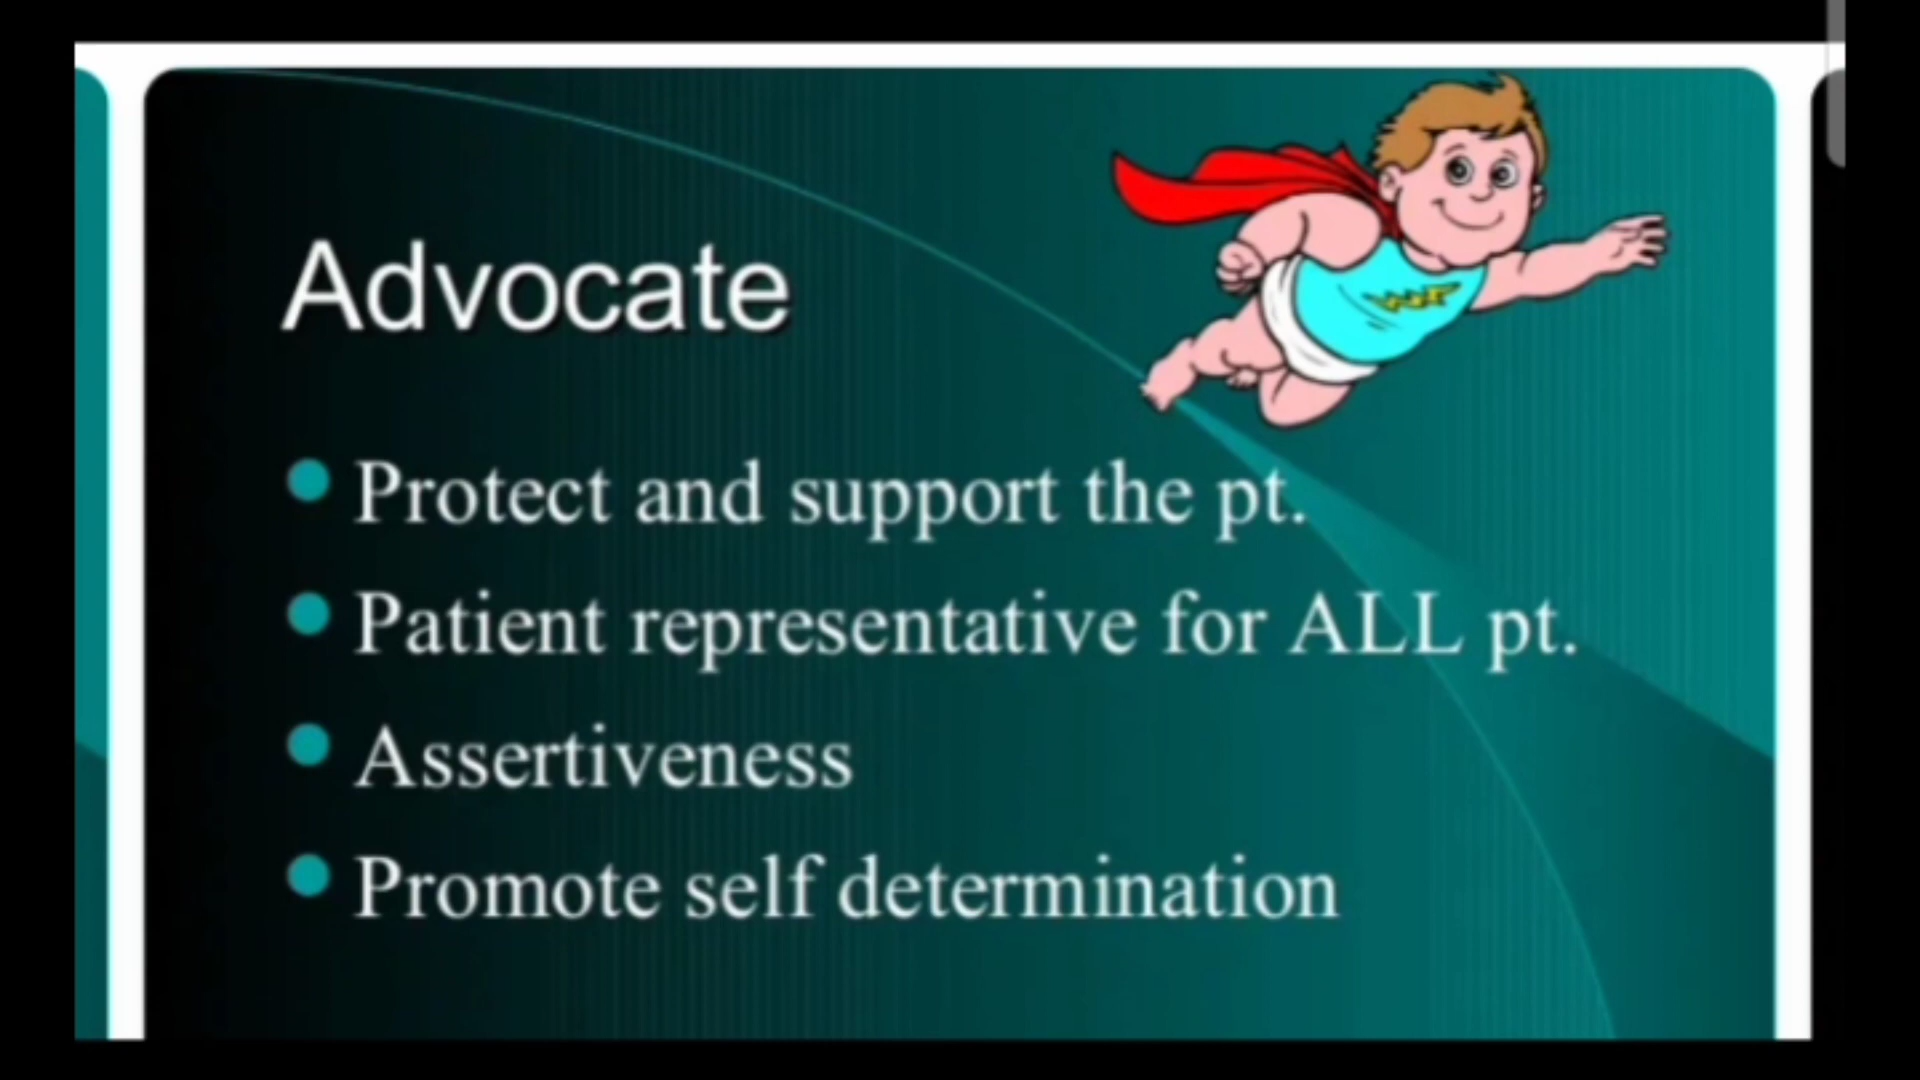 Advocate
Protect and support the pt.
Patient representative for ALL pt.
Assertiveness
Promote self determination